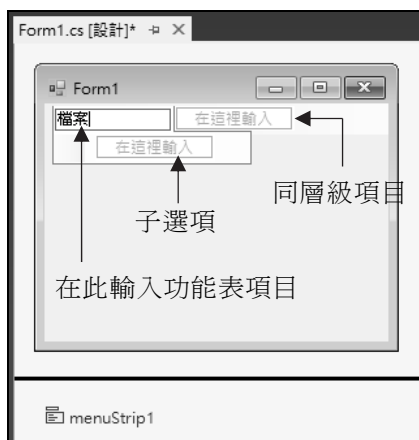 Form1.cs [設計]*
Form1
檔案 在這裡輸入
在這裡輸入
同層級項目
子選項
在此輸入功能表項目
menuStrip1